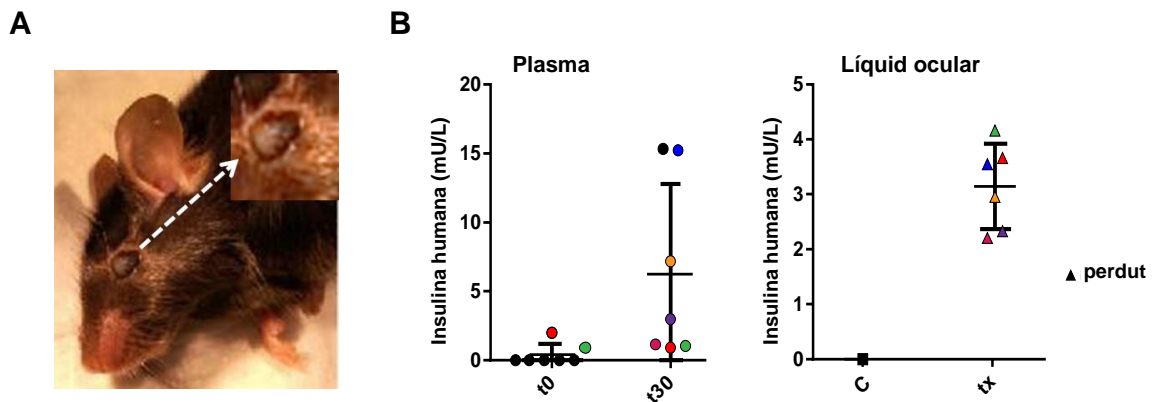 A
B
Plasma
Insulina humana (mU/L)
20
15
10
5
0
t0
t30
Líquid ocular
Insulina humana (mU/L)
5
4
3
2
1
0
C
tx
perdut